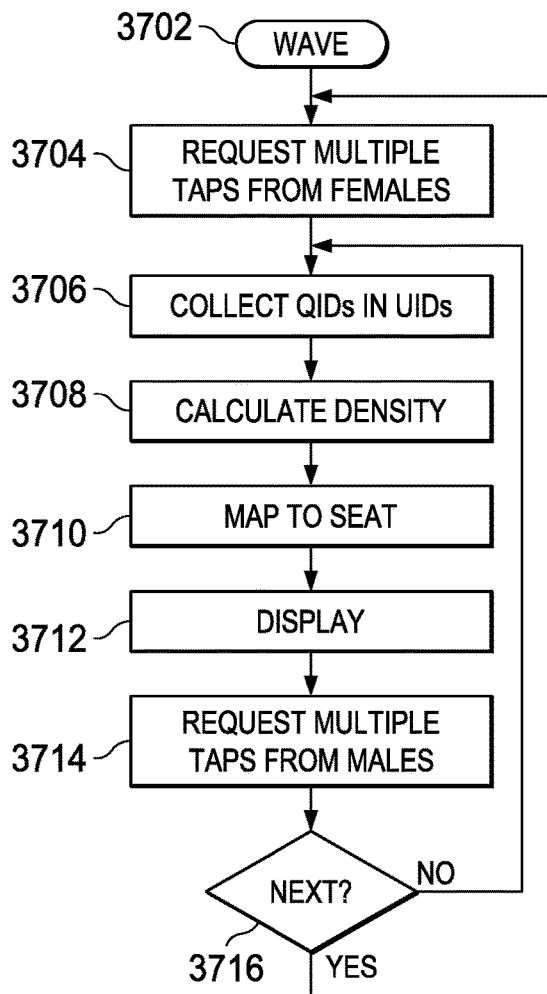 3702
WAVE
3704
REQUEST MULTIPLE
TAPS FROM FEMALES
3706
COLLECT QIDs IN UIDs
3708
CALCULATE DENSITY
3710
MAP TO SEAT
3712
DISPLAY
3714
REQUEST MULTIPLE
TAPS FROM MALES
NEXT?
NO
3716
YES